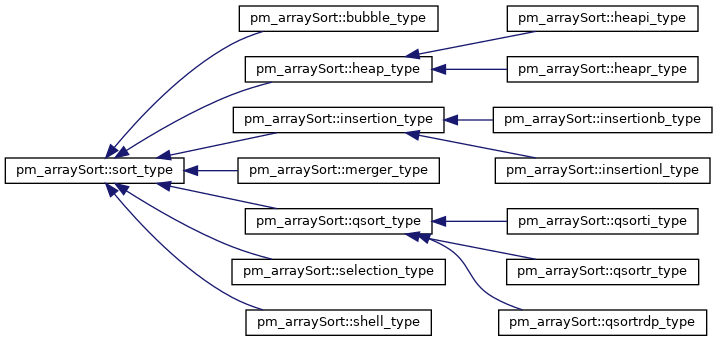 pm_arraySort::bubble_type
pm_arraySort::heapi_type
pm_arraySort::heap_type
pm_arraySort::heapr_type
pm_arraySort::insertion_type
pm_arraySort::insertionb_type
pm_arraySort::sort_type
pm_arraySort::merger_type
pm_arraySort::insertionl_type
pm_arraySort::qsort_type
pm_arraySort::qsorti_type
pm_arraySort::selection_type
pm_arraySort::qsortr_type
pm_arraySort::shell_type
pm_arraySort::qsortrdp_type